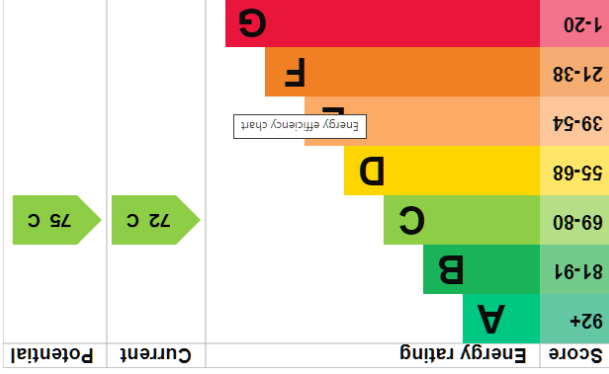 Score Energy rating Current Potential
92+ A
81-91 B
69-80 C 72 C 75 C
55-68 D
39-54 E
Energy efficiency chart
21-38 F
1-20 G